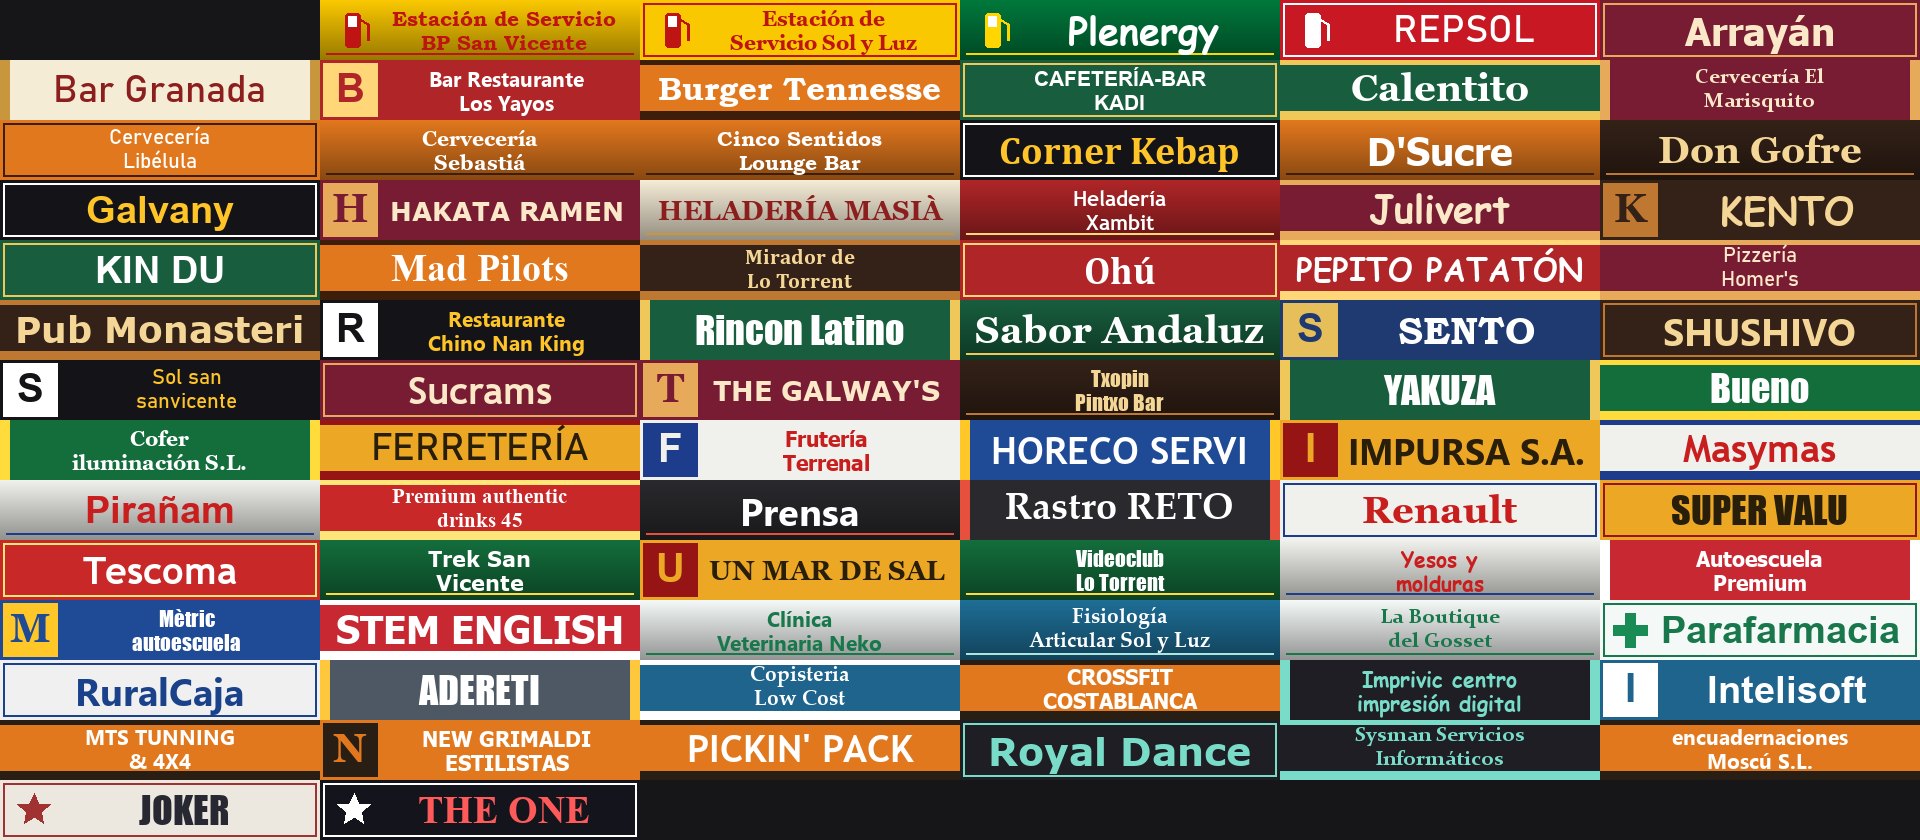 Estación de Servicio
BP San Vicente
Estación de
Servicio Sol y Luz
Plenergy
REPSOL
Arrayán
Bar Granada
B
Bar Restaurante
Los Yayos
Burger Tennesse
CAFETERÍA-BAR
KADI
Calentito
Cervecería El
Marisquito
Cervecería
Libélula
Cervecería
Sebastiá
Cinco Sentidos
Lounge Bar
Corner Kebap
D'Sucre
Don Gofre
Galvany
H
HAKATA RAMEN
HELADERÍA MASIÀ
Heladería
Xambit
Julivert
K
KENTO
KIN DU
Mad Pilots
Mirador de
Lo Torrent
Ohú
PEPITO PATATÓN
Pizzería
Homer's
Pub Monasteri
R
Restaurante
Chino Nan King
Rincon Latino
Sabor Andaluz
S
SENTO
SHUSHIVO
S
Sol san
sanvicente
Sucrams
T
THE GALWAY'S
Txopin
Pintxo Bar
YAKUZA
Bueno
Cofer
iluminación S.L.
FERRETERÍA
F
Frutería
Terrenal
HORECO SERVI
I
IMPURSA S.A.
Masymas
Pirañam
Premium authentic
drinks 45
Prensa
Rastro RETO
Renault
SUPER VALU
Tescoma
Trek San
Vicente
U
UN MAR DE SAL
Videoclub
Lo Torrent
Yesos y
molduras
Autoescuela
Premium
M
Mètric
autoescuela
STEM ENGLISH
Clínica
Veterinaria Neko
Fisiología
Articular Sol y Luz
La Boutique
del Gosset
Parafarmacia
RuralCaja
ADERETI
Copisteria
Low Cost
CROSSFIT
COSTABLANCA
Imprivic centro
impresión digital
I
Intelisoft
MTS TUNNING
& 4X4
N
NEW GRIMALDI
ESTILISTAS
PICKIN' PACK
Royal Dance
Sysman Servicios
Informáticos
encuadernaciones
Moscú S.L.
JOKER
THE ONE